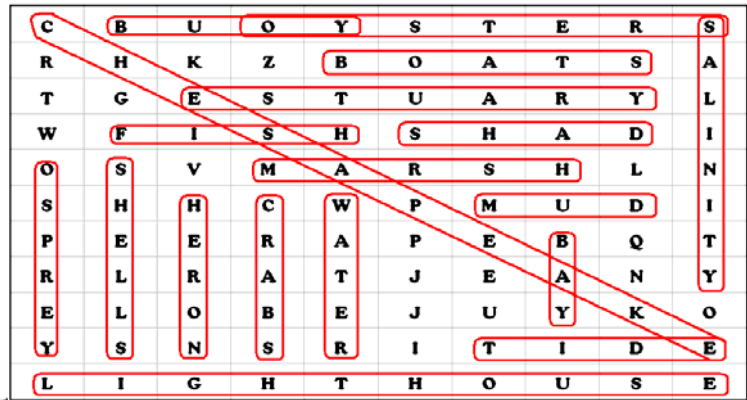 C B U O Y S T E R S
R H K Z B O A T S A
T G E S T U A R Y L
W F I S H S H A D I
O S V M A R S H L N
S H H C W P M U D I
P E E R A P E B Q T
R L R A T J E A N Y
E L O B E J U Y K O
Y S N S R I T I D E
L I G H T H O U S E